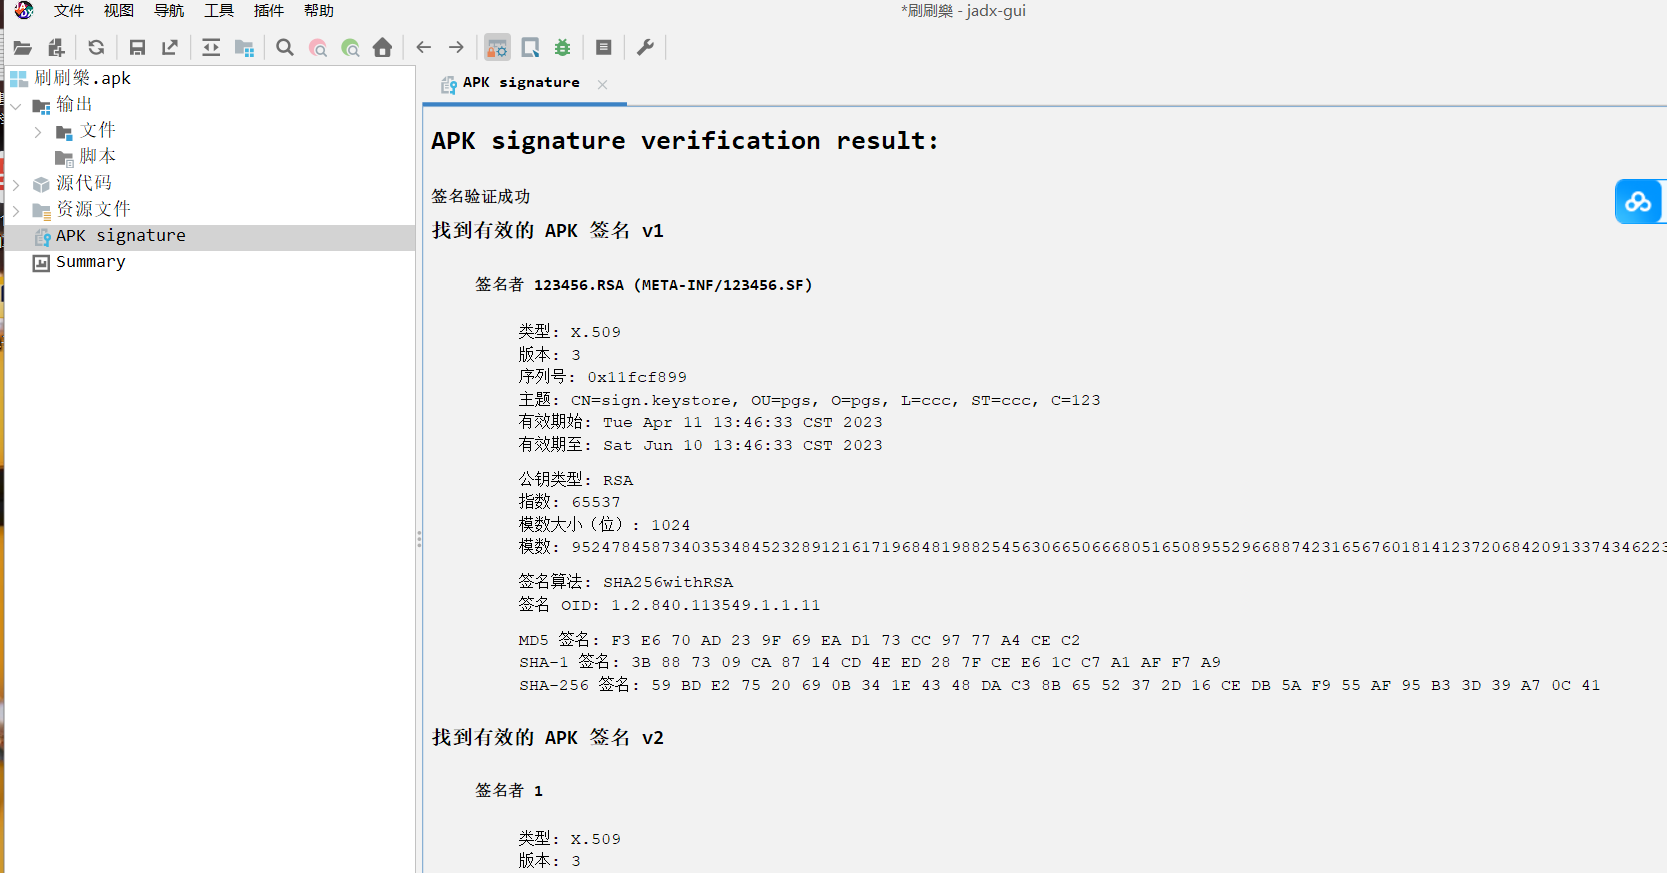 文件 视图 导航 工具 插件 帮助
*刷刷樂 - jadx-gui
刷刷樂.apk
输出
文件
脚本
源代码
资源文件
APK signature
Summary
APK signature
APK signature verification result:
签名验证成功
找到有效的 APK 签名 v1
签名者 123456.RSA (META-INF/123456.SF)
类型: X.509
版本: 3
序列号: 0x11fcf899
主题: CN=sign.keystore, OU=pgs, O=pgs, L=ccc, ST=ccc, C=123
有效期始: Tue Apr 11 13:46:33 CST 2023
有效期至: Sat Jun 10 13:46:33 CST 2023
公钥类型: RSA
指数: 65537
模数大小（位）: 1024
模数: 95247845873403534845232891216171968481988254563066506668051650895529668874231656760181412372068420913374346223
签名算法: SHA256withRSA
签名 OID: 1.2.840.113549.1.1.11
MD5 签名: F3 E6 70 AD 23 9F 69 EA D1 73 CC 97 77 A4 CE C2
SHA-1 签名: 3B 88 73 09 CA 87 14 CD 4E ED 28 7F CE E6 1C C7 A1 AF F7 A9
SHA-256 签名: 59 BD E2 75 20 69 0B 34 1E 43 48 DA C3 8B 65 52 37 2D 16 CE DB 5A F9 55 AF 95 B3 3D 39 A7 0C 41
找到有效的 APK 签名 v2
签名者 1
类型: X.509
版本: 3